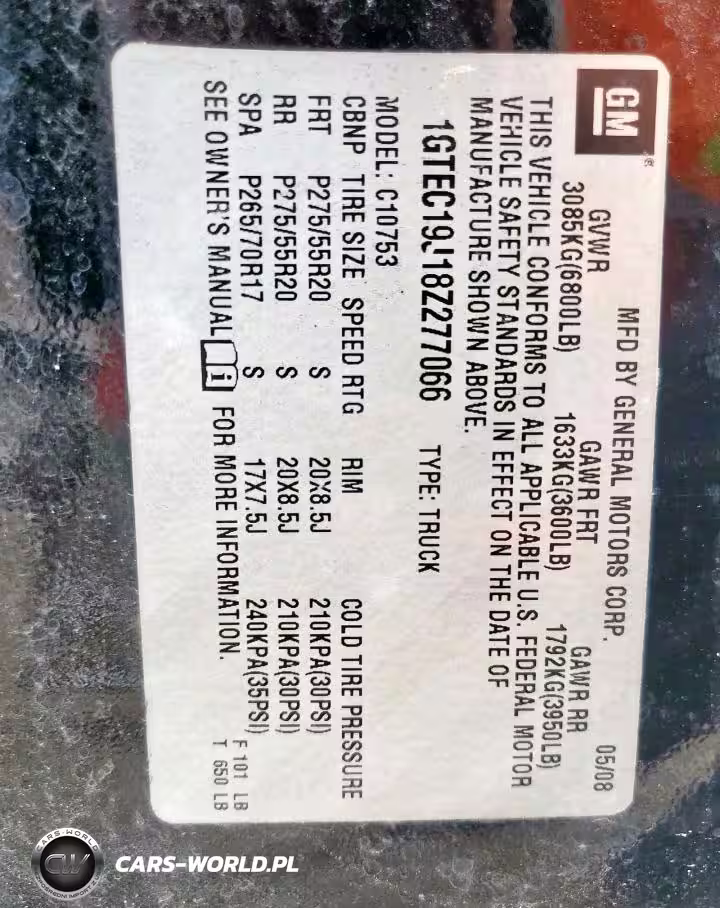 GM®
MFD BY GENERAL MOTORS CORP. 05/08
GVWR GAWR FRT GAWR RR
3085KG(6800LB) 1633KG(3600LB) 1792KG(3950LB)
THIS VEHICLE CONFORMS TO ALL APPLICABLE U.S. FEDERAL MOTOR
VEHICLE SAFETY STANDARDS IN EFFECT ON THE DATE OF
MANUFACTURE SHOWN ABOVE.
1GTEC19J18Z277066 TYPE: TRUCK
MODEL: C10753
CBNP TIRE SIZE SPEED RTG RIM COLD TIRE PRESSURE
FRT P275/55R20 S 20X8.5J 210KPA(30PSI)
RR P275/55R20 S 20X8.5J 210KPA(30PSI)
SPA P265/70R17 S 17X7.5J 240KPA(35PSI)
SEE OWNER'S MANUAL i FOR MORE INFORMATION.
F 101 LB
T 650 LB
CARS-WORLD
CW
CARS-WORLD.PL